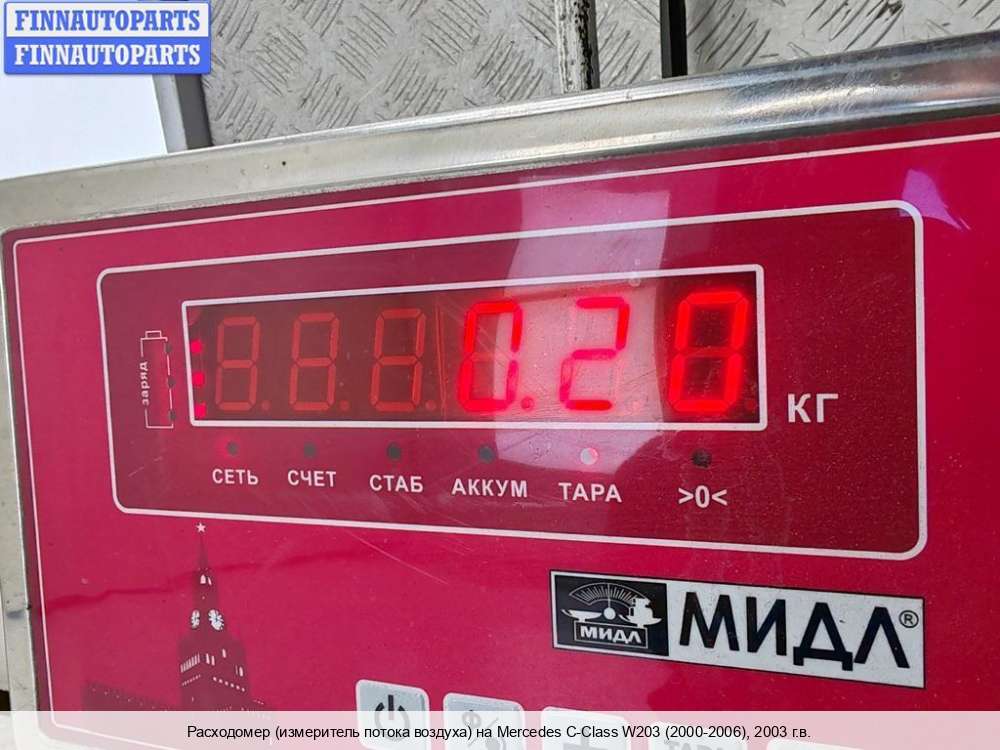 FINNAUTOPARTS
FINNAUTOPARTS
заряд
0.20
КГ
СЕТЬ СЧЕТ СТАБ АККУМ ТАРА >0<
МИДЛ МИДЛ®
Расходомер (измеритель потока воздуха) на Mercedes C-Class W203 (2000-2006), 2003 г.в.